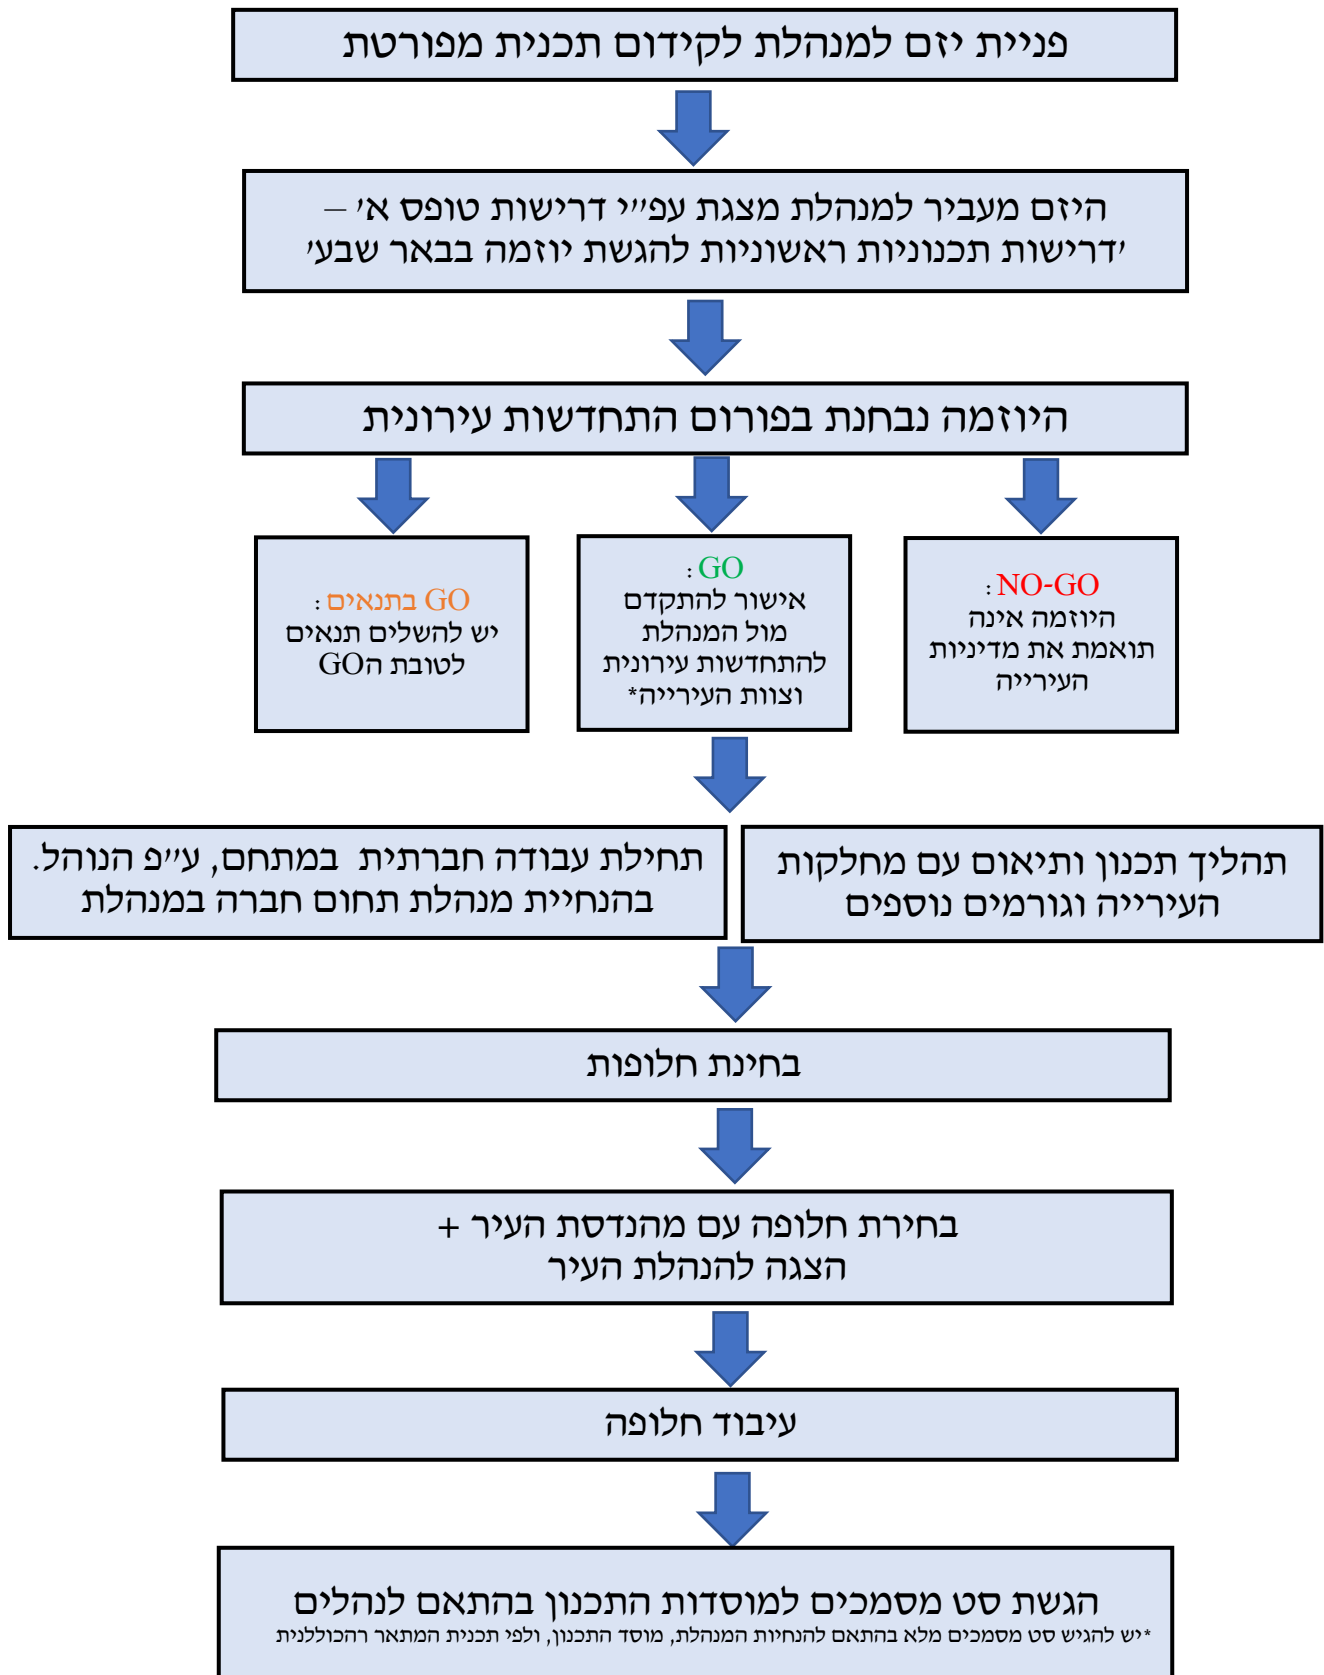 פניית יזם למנהלת לקידום תכנית מפורטת
היזם מעביר למנהלת מצגת עפ״י דרישות טופס א׳ –
׳דרישות תכנוניות ראשוניות להגשת יוזמה בבאר שבע׳
היוזמה נבחנת בפורום התחדשות עירונית
NO-GO:
היוזמה אינה
תואמת את מדיניות
העירייה
GO:
אישור להתקדם
מול המנהלת
להתחדשות עירונית
וצוות העירייה*
GO בתנאים:
יש להשלים תנאים
לטובת הGO
תהליך תכנון ותיאום עם מחלקות
העירייה וגורמים נוספים
תחילת עבודה חברתית במתחם, ע״פ הנוהל.
בהנחיית מנהלת תחום חברה במנהלת
בחינת חלופות
בחירת חלופה עם מהנדסת העיר +
הצגה להנהלת העיר
עיבוד חלופה
הגשת סט מסמכים למוסדות התכנון בהתאם לנהלים
*יש להגיש סט מסמכים מלא בהתאם להנחיות המנהלת, מוסד התכנון, ולפי תכנית המתאר רהכוללנית